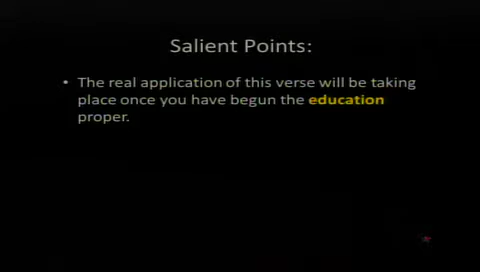 Salient Points:
• The real application of this verse will be taking
place once you have begun the education
proper.